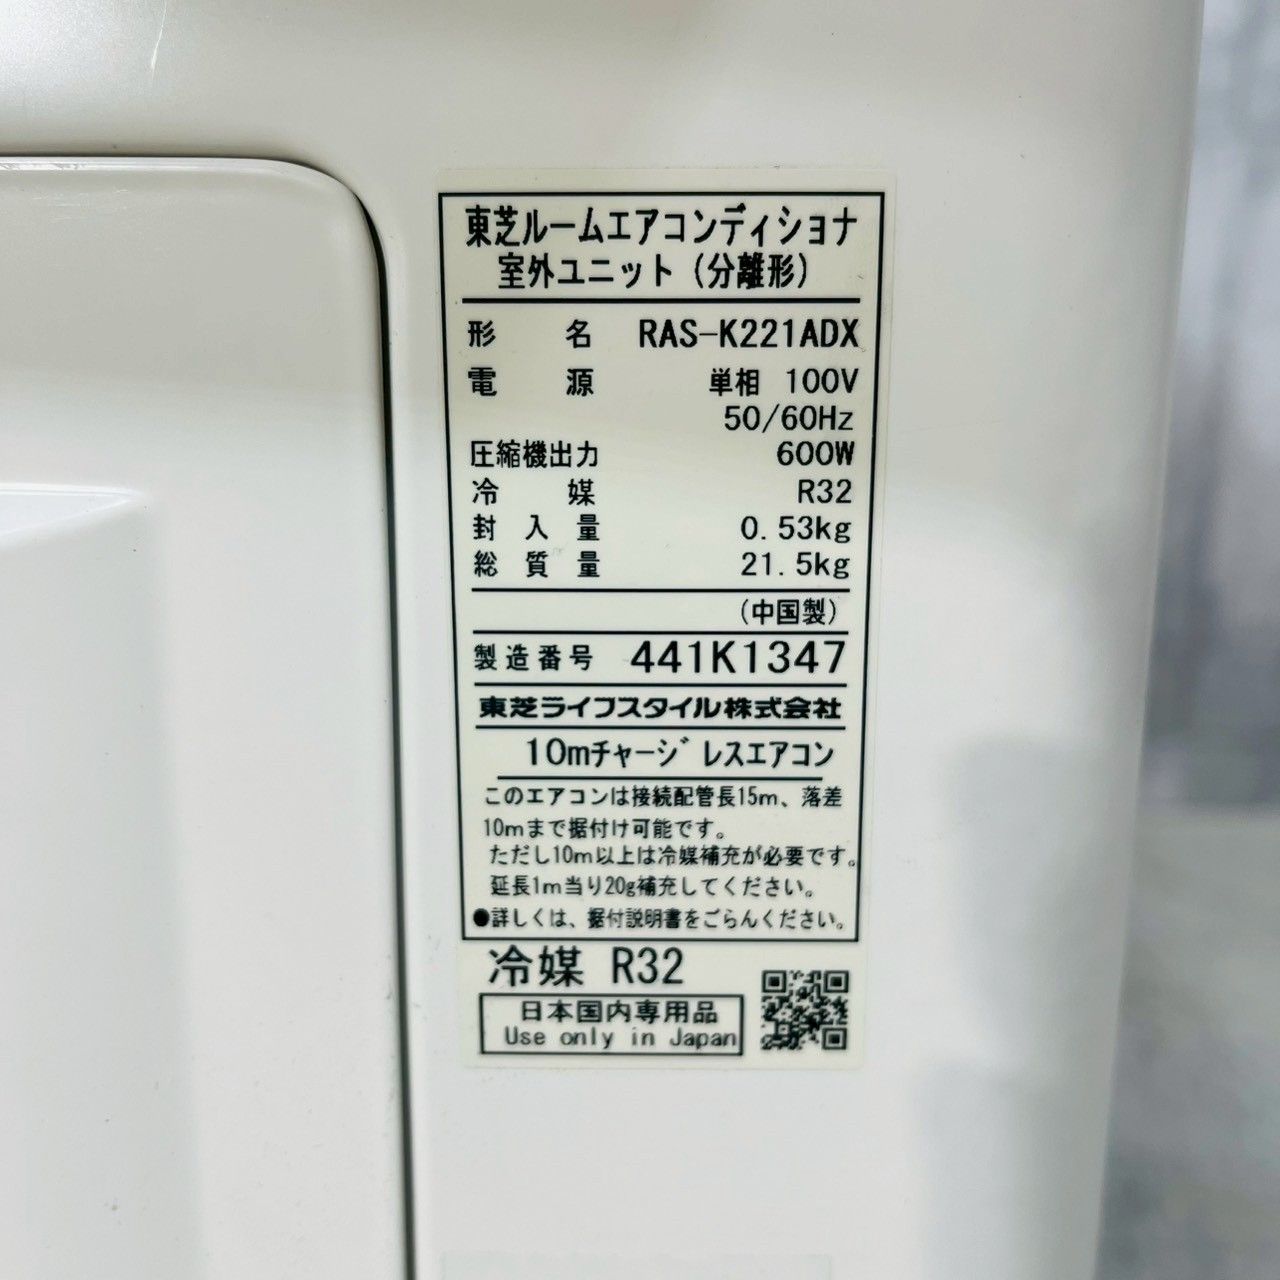 東芝ルームエアコンディショナ
室外ユニット（分離形）
形名 RAS-K221ADX
電源 単相 100V
50/60Hz
圧縮機出力 600W
冷媒 R32
封入量 0.53kg
総質量 21.5kg
（中国製）
製造番号 441K1347
東芝ライフスタイル株式会社
10mチャージレスエアコン
このエアコンは接続配管長15m、落差
10mまで据付け可能です。
ただし10m以上は冷媒補充が必要です。
延長1m当り20g補充してください。
●詳しくは、据付説明書をごらんください。
冷媒 R32
日本国内専用品
Use only in Japan